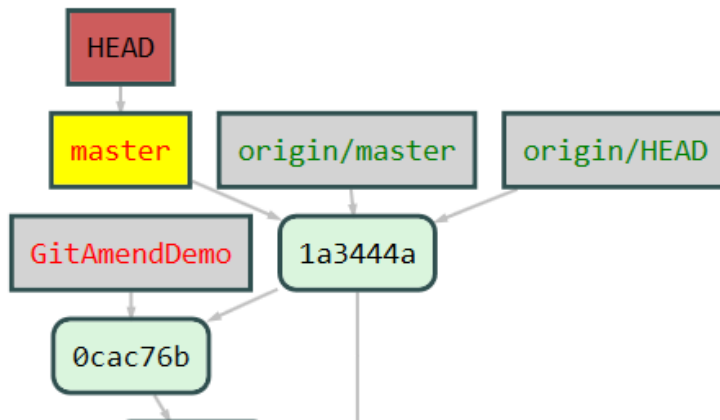 HEAD
master
origin/master
origin/HEAD
GitAmendDemo
1a3444a
0cac76b